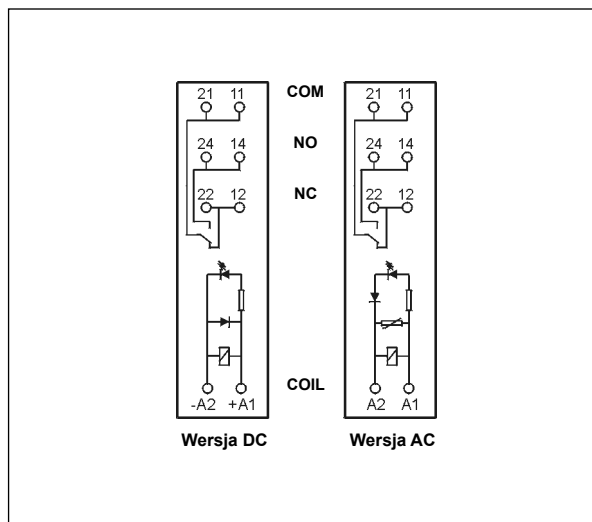 21 11 COM 21 11
24 14 NO 24 14
22 12 NC 22 12
-A2 +A1 COIL A2 A1
Wersja DC Wersja AC